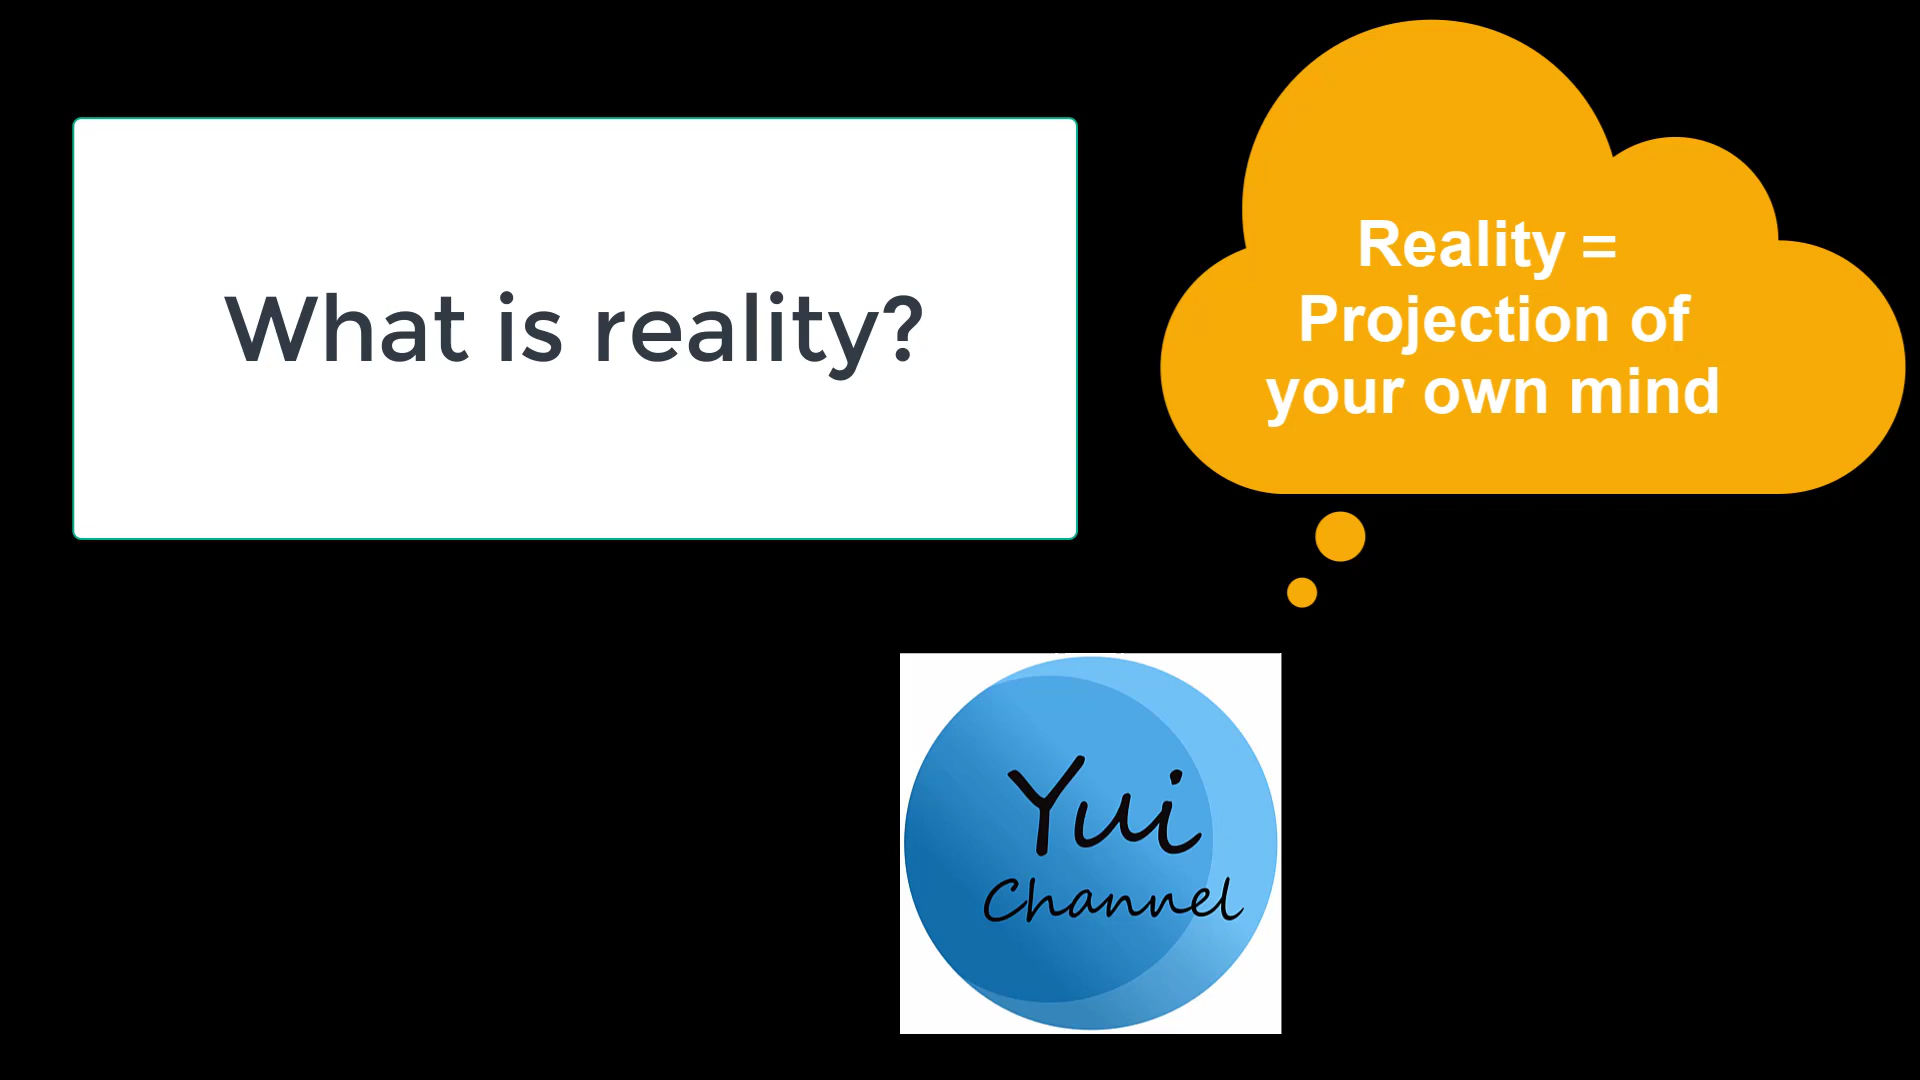 What is reality?
Reality =
Projection of
your own mind
Yui
Channel